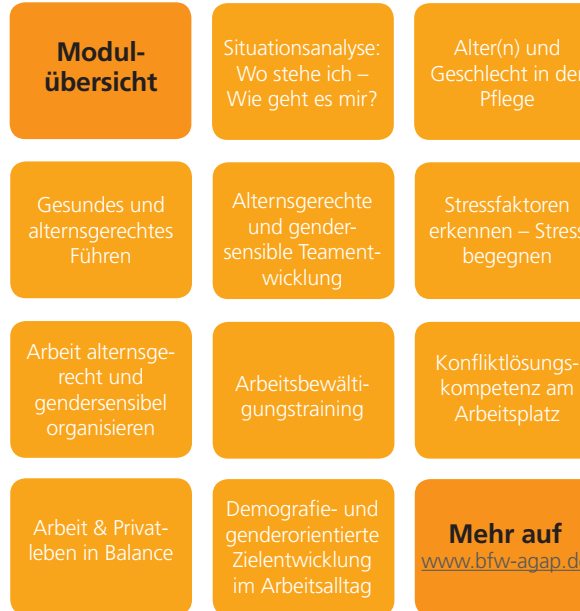 Modul-
übersicht
Situationsanalyse:
Wo stehe ich –
Wie geht es mir?
Alter(n) und
Geschlecht in der
Pflege
Gesundes und
alternsgerechtes
Führen
Alternsgerechte
und gender-
sensible Teament-
wicklung
Stressfaktoren
erkennen – Stress
begegnen
Arbeit alternsge-
recht und
gendersensibel
organisieren
Arbeitsbewälti-
gungstraining
Konfliktlösungs-
kompetenz am
Arbeitsplatz
Arbeit & Privat-
leben in Balance
Demografie- und
genderorientierte
Zielentwicklung
im Arbeitsalltag
Mehr auf
www.bfw-agap.de